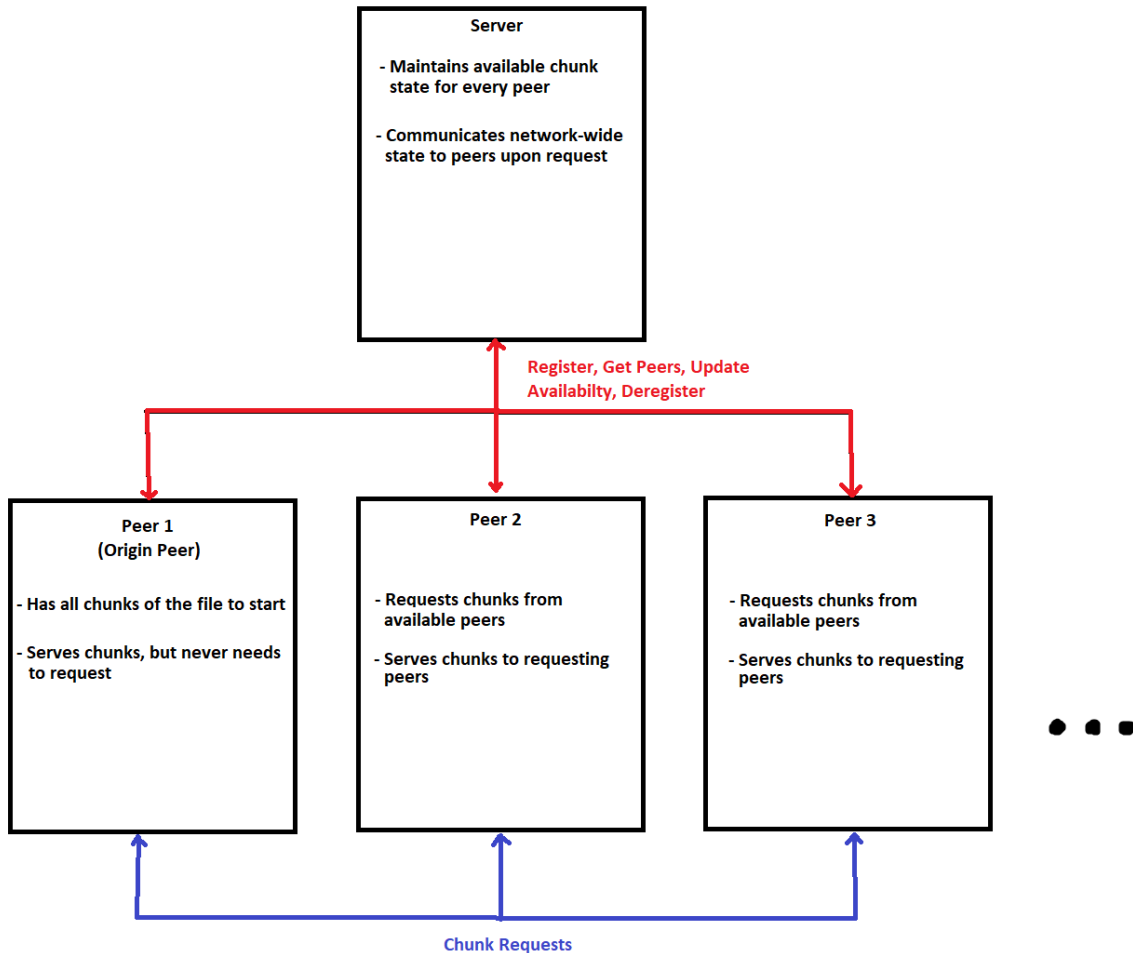 Server
- Maintains available chunk
state for every peer
- Communicates network-wide
state to peers upon request
Register, Get Peers, Update
Availabilty, Deregister
Peer 1
(Origin Peer)
- Has all chunks of the file to start
- Serves chunks, but never needs
to request
Peer 2
- Requests chunks from
available peers
- Serves chunks to requesting
peers
Peer 3
- Requests chunks from
available peers
- Serves chunks to requesting
peers
Chunk Requests